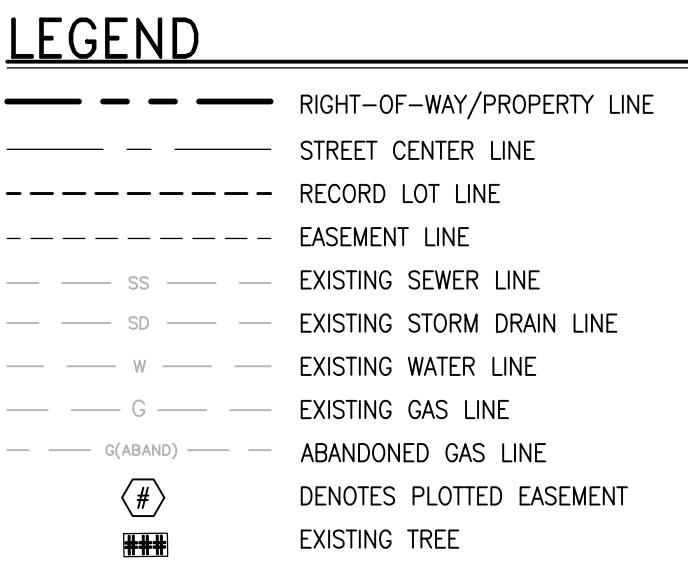 LEGEND
RIGHT-OF-WAY/PROPERTY LINE
STREET CENTER LINE
RECORD LOT LINE
EASEMENT LINE
SS EXISTING SEWER LINE
SD EXISTING STORM DRAIN LINE
W EXISTING WATER LINE
G EXISTING GAS LINE
G(ABAND) ABANDONED GAS LINE
# DENOTES PLOTTED EASEMENT
### EXISTING TREE